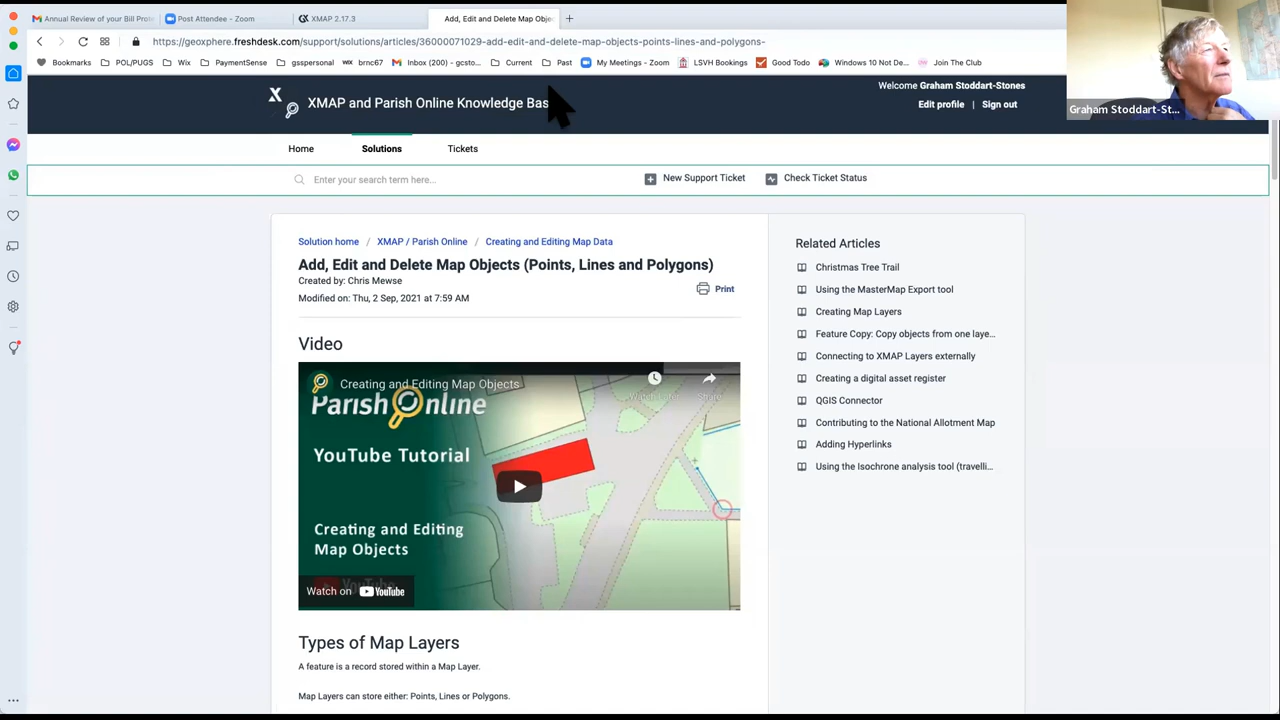 Annual Review of your Bill Prote
Post Attendee - Zoom
XMAP 2.17.3
Add, Edit and Delete Map Objec
https://geoxphere.freshdesk.com/support/solutions/articles/36000071029-add-edit-and-delete-map-objects-points-lines-and-polygons-
Bookmarks
POL/PUGS
Wix
PaymentSense
gsspersonal
WIX brnc67
Inbox (200) - gcsto...
Current
Past
My Meetings - Zoom
LSVH Bookings
Good Todo
Windows 10 Not De...
Join The Club
Graham Stoddart-St...
XMAP and Parish Online Knowledge Bas
Welcome Graham Stoddart-Stones
Edit profile
Sign out
Home
Solutions
Tickets
Enter your search term here...
New Support Ticket
Check Ticket Status
Solution home / XMAP / Parish Online / Creating and Editing Map Data
Add, Edit and Delete Map Objects (Points, Lines and Polygons)
Created by: Chris Mewse
Modified on: Thu, 2 Sep, 2021 at 7:59 AM
Print
Video
Creating and Editing Map Objects
Watch Later
Share
Parish Online
YouTube Tutorial
Creating and Editing
Map Objects
Watch on YouTube
Types of Map Layers
A feature is a record stored within a Map Layer.
Map Layers can store either: Points, Lines or Polygons.
Related Articles
Christmas Tree Trail
Using the MasterMap Export tool
Creating Map Layers
Feature Copy: Copy objects from one laye...
Connecting to XMAP Layers externally
Creating a digital asset register
QGIS Connector
Contributing to the National Allotment Map
Adding Hyperlinks
Using the Isochrone analysis tool (travelli...